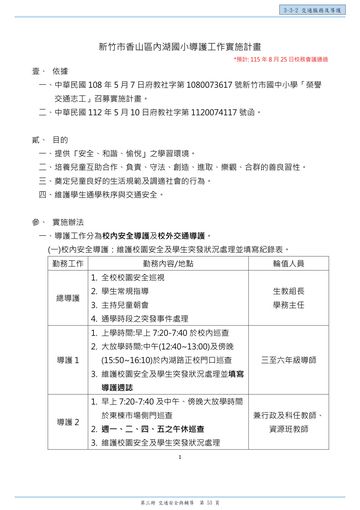 3-3-2 交通服務及導護
新竹市香山區內湖國小導護工作實施計畫
*預計: 115 年 8 月 25 日校務會議通過
壹、 依據
一、中華民國 108 年 5 月 7 日府教社字第 1080073617 號新竹市國中小學「榮譽
交通志工」召募實施計畫。
二、中華民國 112 年 5 月 10 日府教社字第 1120074117 號函。
貳、 目的
一、提供「安全、和諧、愉悅」之學習環境。
二、培養兒童互助合作、負責、守法、創造、進取、樂觀、合群的善良習性。
三、奠定兒童良好的生活規範及調適社會的行為。
四、維護學生通學秩序與交通安全。
參、 實施辦法
一、導護工作分為校內安全導護及校外交通導護。
(一)校內安全導護：維護校園安全及學生突發狀況處理並填寫紀錄表。
導護工作 導護內容/地點 輪值人員
總導護
1. 全校校園安全巡視
2. 學生常規指導
3. 主持兒童朝會
4. 通學時段之突發事件處理
生教組長
學務主任
導護 1
1. 上學時間:早上 7:20-7:40 於校內巡查
2. 大放學時間:中午(12:40~13:00)及傍晚
(15:50~16:10)於內湖路正校門口巡查
3. 維護校園安全及學生突發狀況處理並填寫
導護週誌
三至六年級導師
導護 2
1. 早上 7:20-7:40 及中午、傍晚大放學時間
於東棟市場側門巡查
2. 週一、二、四、五之午休巡查
3. 維護校園安全及學生突發狀況處理
兼行政及科任教師、
資源班教師
1
第三冊 交通安全與輔導 第 53 頁